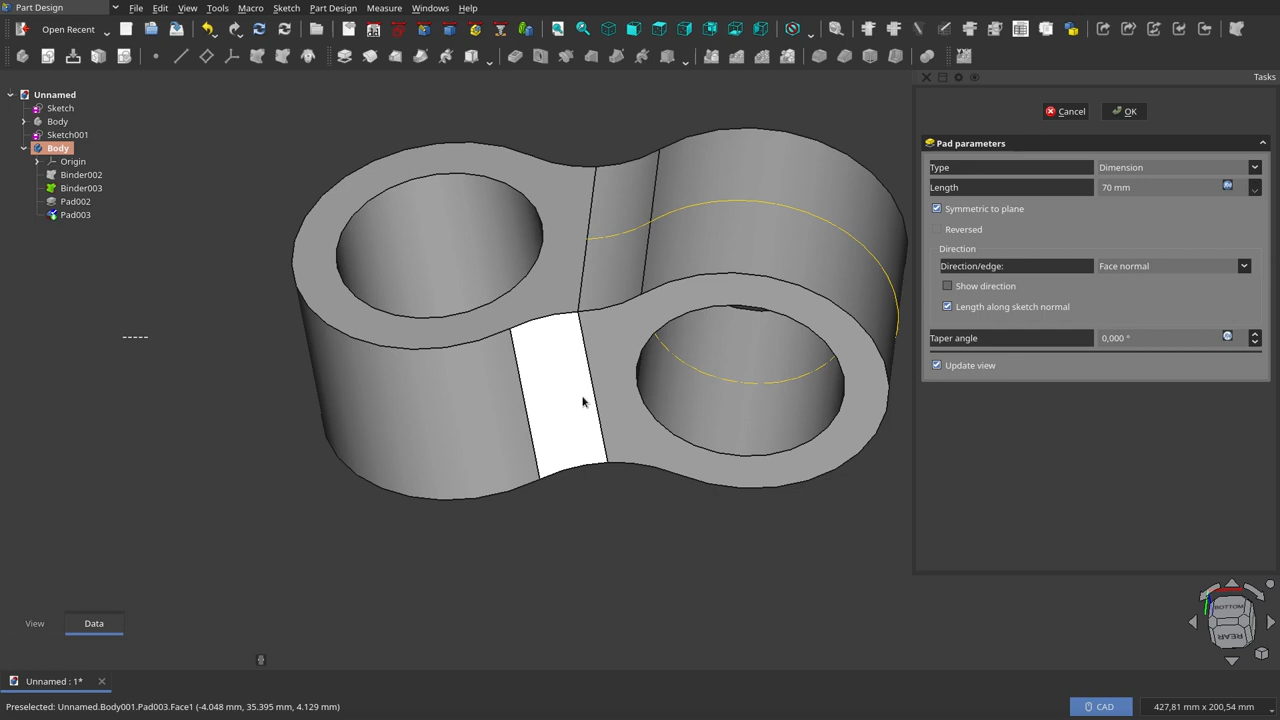 Part Design File Edit View Tools Macro Sketch Part Design Measure Windows Help
Open Recent
Tasks
Unnamed
Sketch
Body
Sketch001
Body
Origin
Binder002
Binder003
Pad002
Pad003
Cancel OK
Pad parameters
Type Dimension
Length 70 mm
Symmetric to plane
Reversed
Direction
Direction/edge: Face normal
Show direction
Length along sketch normal
Taper angle 0,000 °
Update view
BOTTOM
REAR
View Data
Unnamed : 1*
Preselected: Unnamed.Body001.Pad003.Face1 (-4.048 mm, 35.395 mm, 4.129 mm) CAD 427,81 mm x 200,54 mm